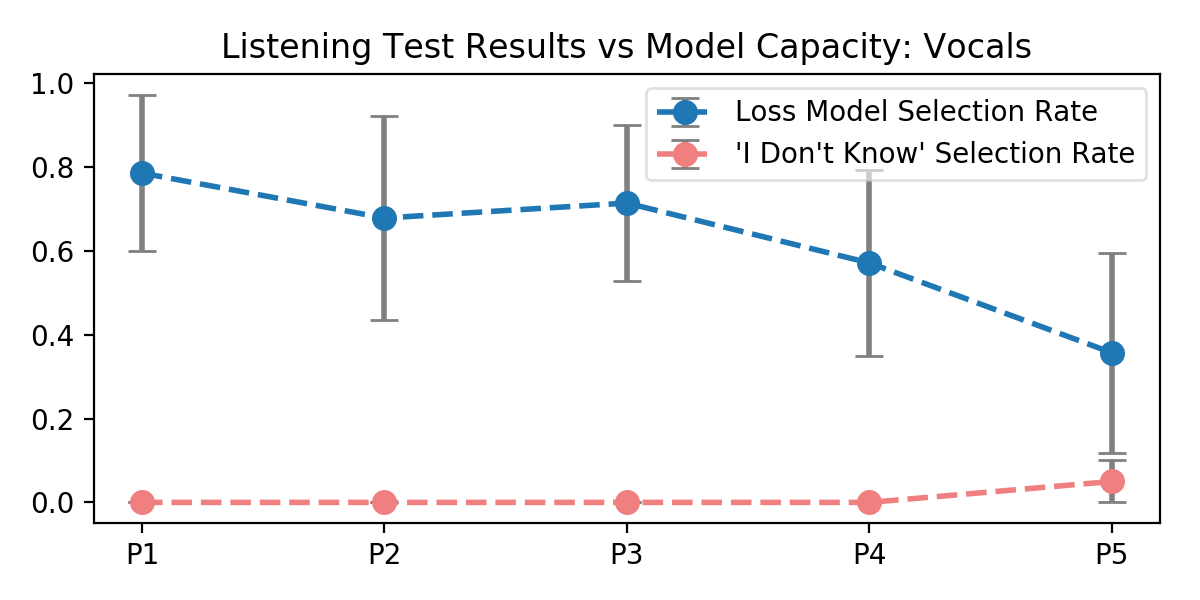 Listening Test Results vs Model Capacity: Vocals
1.0
0.8
0.6
0.4
0.2
0.0
Loss Model Selection Rate
'I Don't Know' Selection Rate
P1 P2 P3 P4 P5